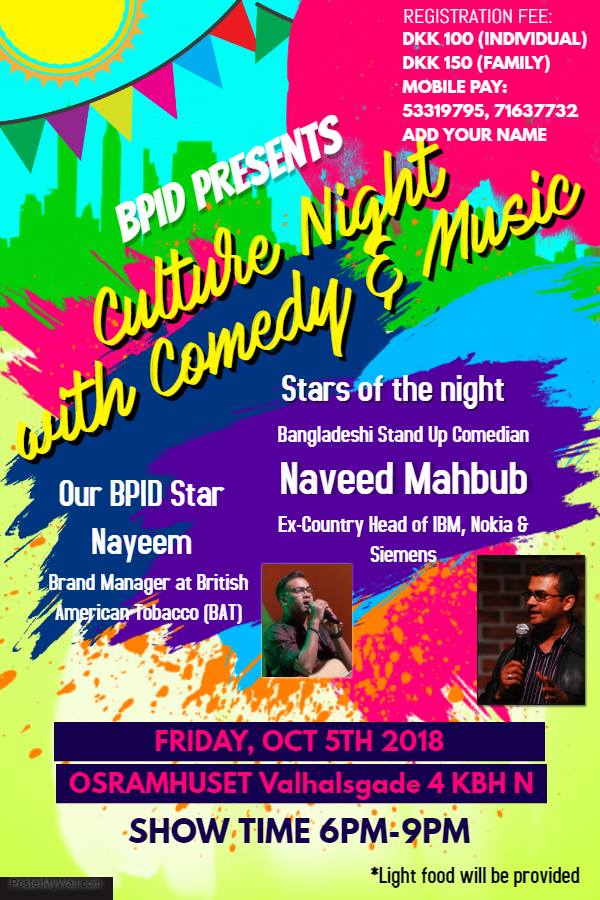 REGISTRATION FEE:
DKK 100 (INDIVIDUAL)
DKK 150 (FAMILY)
MOBILE PAY:
53319795, 71637732
ADD YOUR NAME
BPID PRESENTS
Culture Night
with Comedy & Music
Stars of the night
Bangladeshi Stand Up Comedian
Naveed Mahbub
Ex-Country Head of IBM, Nokia &
Siemens
Our BPID Star
Nayeem
Brand Manager at British
American Tobacco (BAT)
FRIDAY, OCT 5TH 2018
OSRAMHUSET Valhalsgade 4 KBH N
SHOW TIME 6PM-9PM
*Light food will be provided
PosterMyWall.com